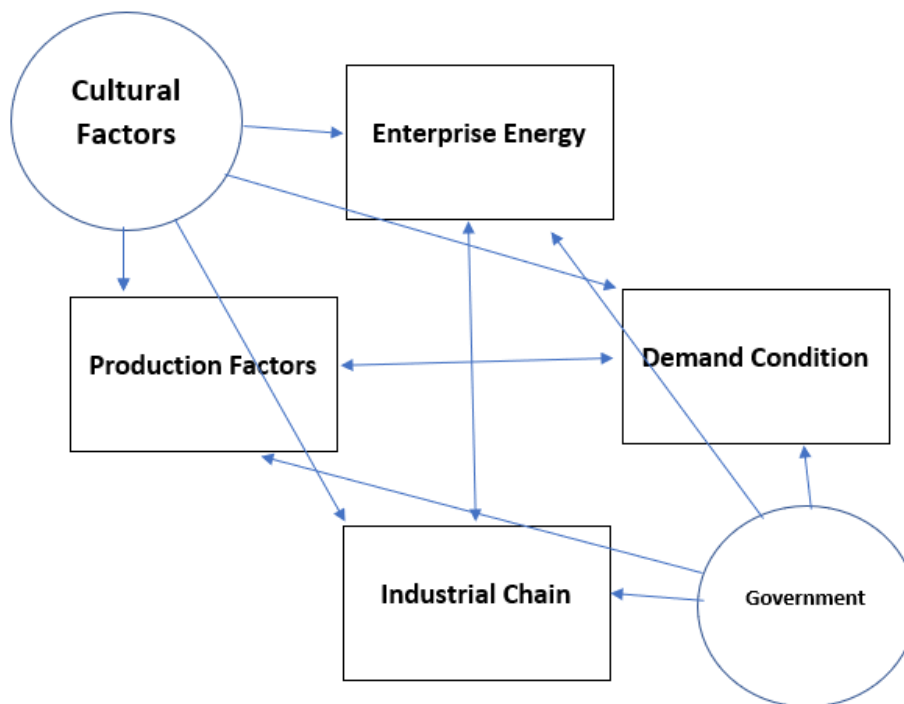 Cultural
Factors
Enterprise Energy
Production Factors
Demand Condition
Industrial Chain
Government